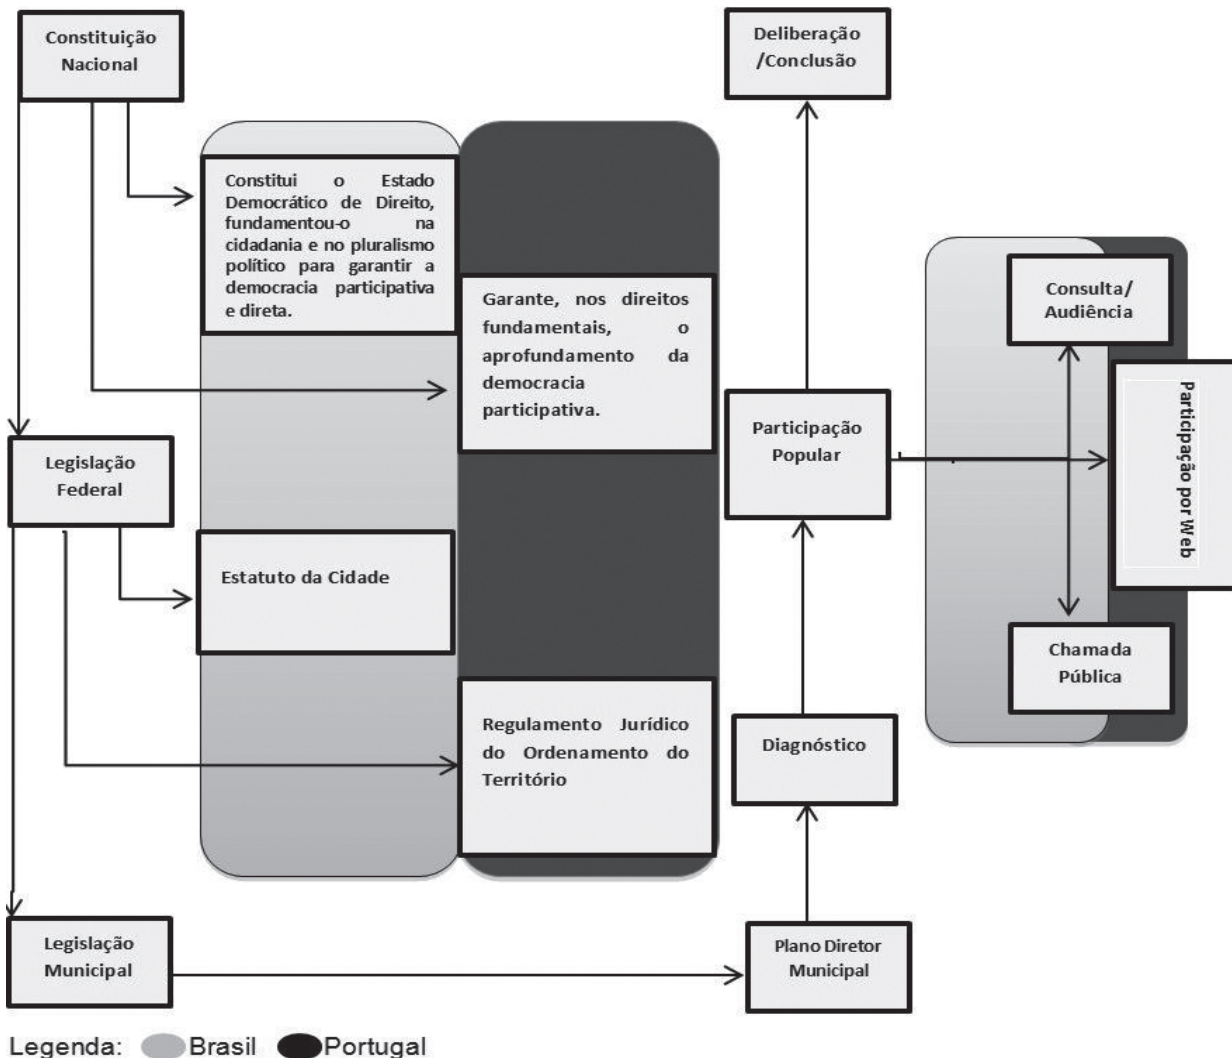 Constituição
Nacional
Deliberação
/Conclusão
Constitui o Estado
Democrático de Direito,
fundamentou-o na
cidadania e no pluralismo
político para garantir a
democracia participativa
e direta.
Garante, nos direitos
fundamentais, o
aprofundamento da
democracia
participativa.
Consulta/
Audiência
Participação
Popular
Participação por Web
Legislação
Federal
Estatuto da Cidade
Chamada
Pública
Regulamento Jurídico
do Ordenamento do
Território
Diagnóstico
Legislação
Municipal
Plano Diretor
Municipal
Legenda: Brasil Portugal